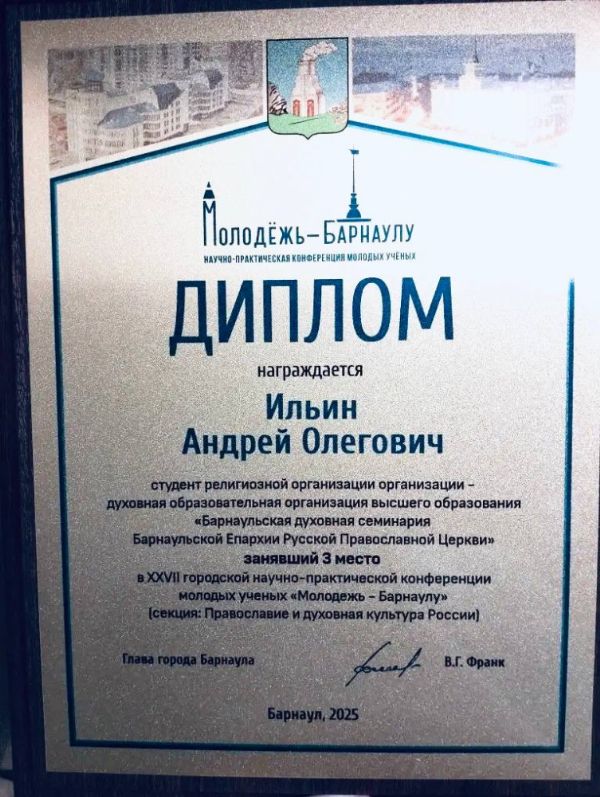 Молодёжь–Барнаулу
научно-практическая конференция молодых учёных
ДИПЛОМ
награждается
Ильин
Андрей Олегович
студент религиозной организации организации –
духовная образовательная организация высшего образования
«Барнаульская духовная семинария
Барнаульской Епархии Русской Православной Церкви»
занявший 3 место
в XXVII городской научно-практической конференции
молодых ученых «Молодежь – Барнаулу»
(секция: Православие и духовная культура России)
Глава города Барнаула В.Г. Франк
Барнаул, 2025